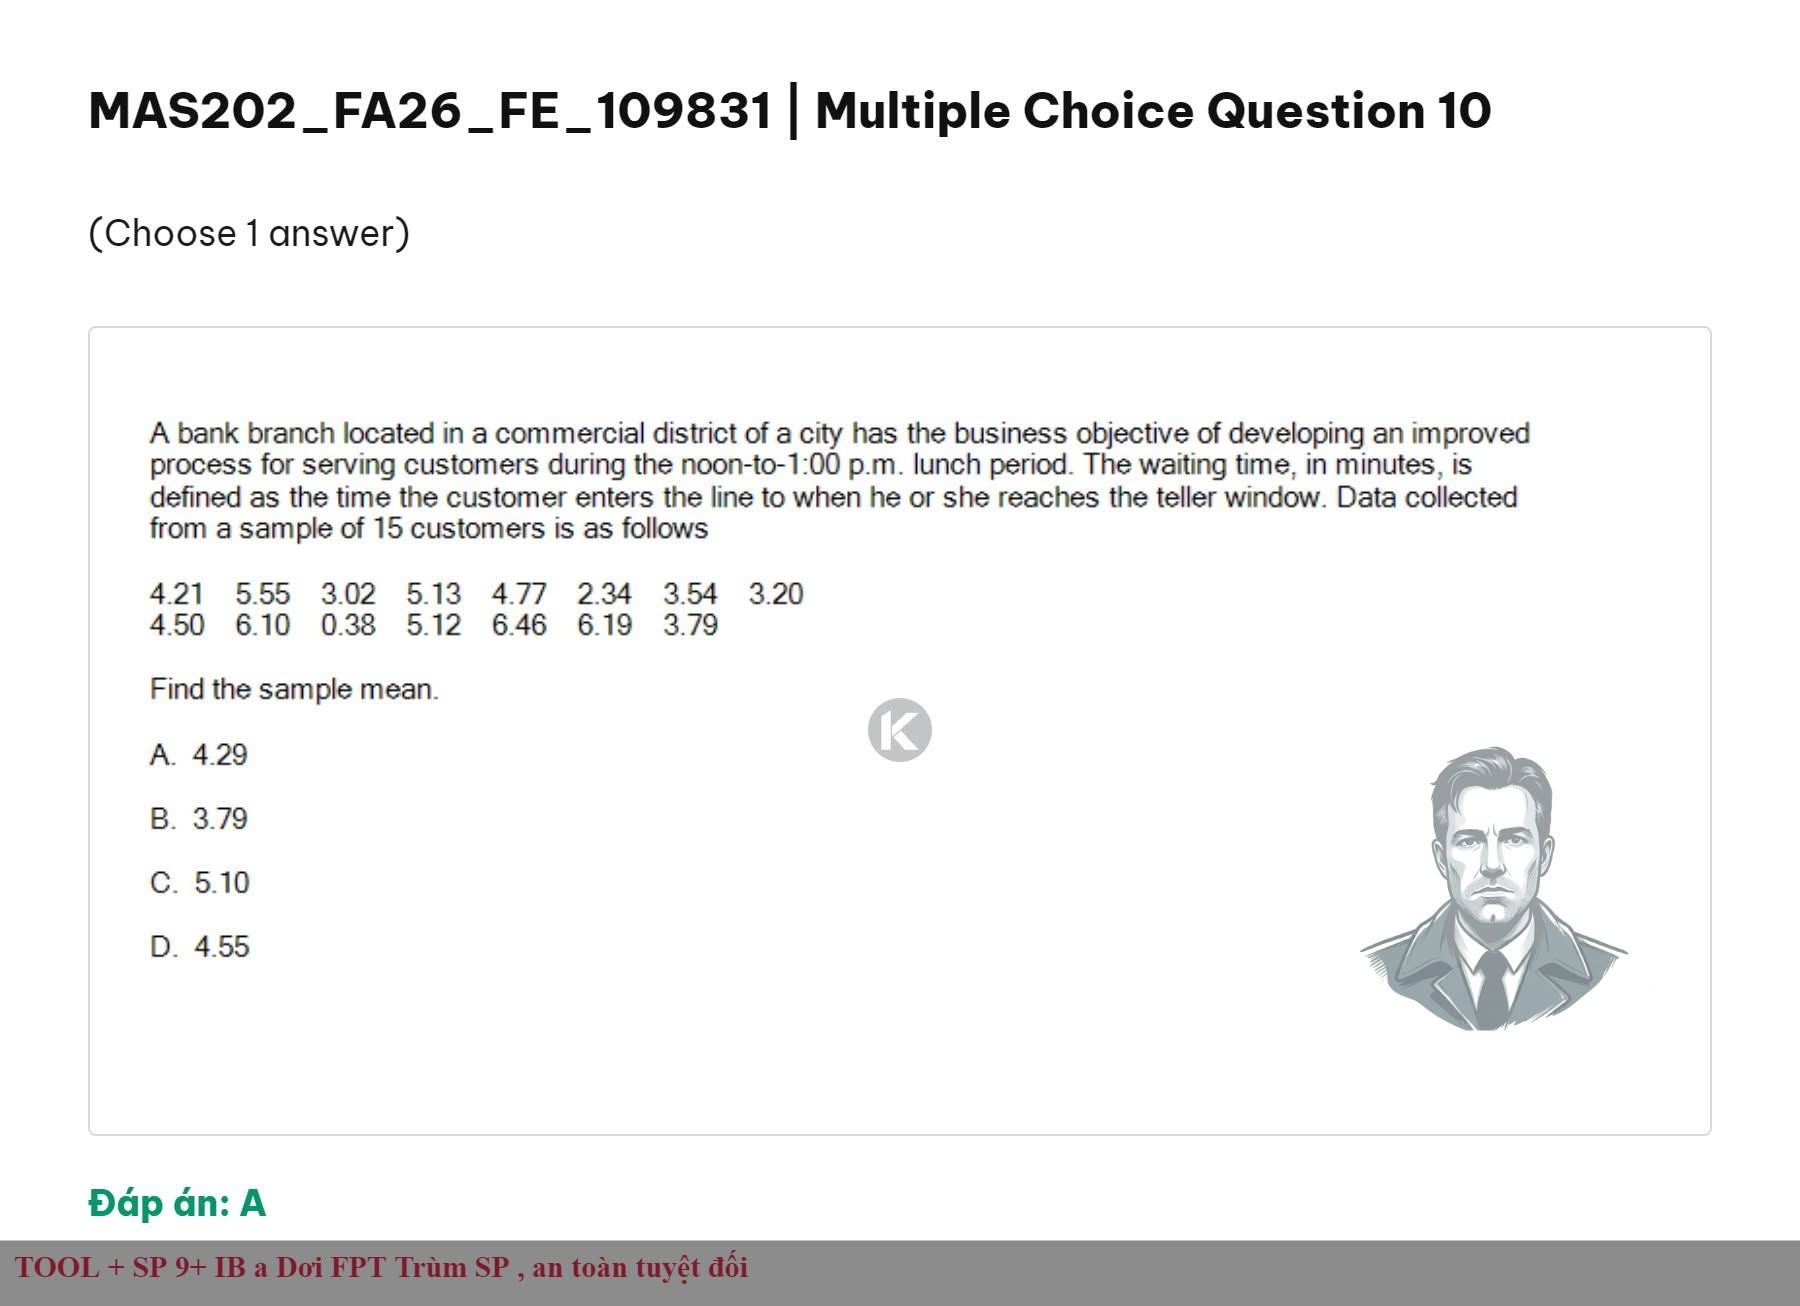 MAS202_FA26_FE_109831 | Multiple Choice Question 10
(Choose 1 answer)
A bank branch located in a commercial district of a city has the business objective of developing an improved
process for serving customers during the noon-to-1:00 p.m. lunch period. The waiting time, in minutes, is
defined as the time the customer enters the line to when he or she reaches the teller window. Data collected
from a sample of 15 customers is as follows
4.21 5.55 3.02 5.13 4.77 2.34 3.54 3.20
4.50 6.10 0.38 5.12 6.46 6.19 3.79
Find the sample mean.
K
A. 4.29
B. 3.79
C. 5.10
D. 4.55
Đáp án: A
TOOL + SP 9+ IB a Dơi FPT Trùm SP , an toàn tuyệt đối